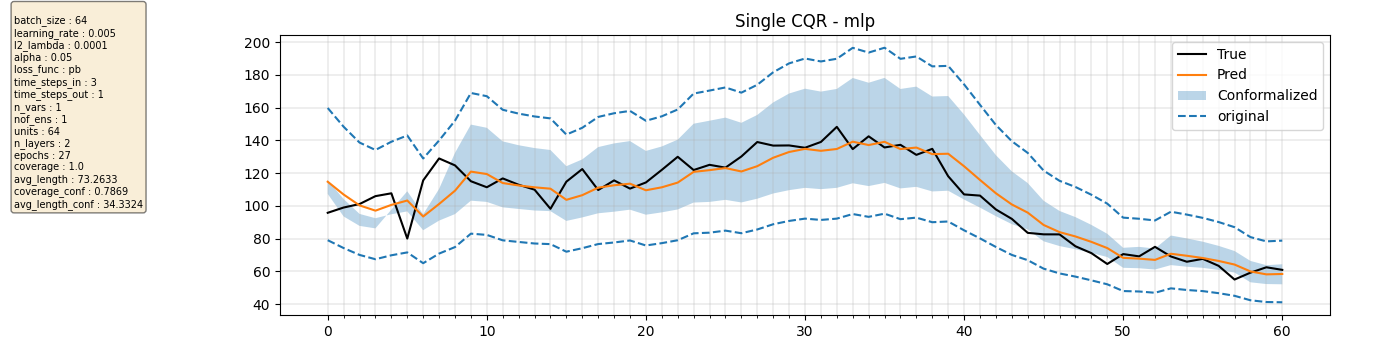 batch_size : 64
learning_rate : 0.005
l2_lambda : 0.0001
alpha : 0.05
loss_func : pb
time_steps_in : 3
time_steps_out : 1
n_vars : 1
nof_ens : 1
units : 64
n_layers : 2
epochs : 27
coverage : 1.0
avg_length : 73.2633
coverage_conf : 0.7869
avg_length_conf : 34.3324
Single CQR - mlp
200
180
160
140
120
100
80
60
40
True
Pred
Conformalized
original
0 10 20 30 40 50 60